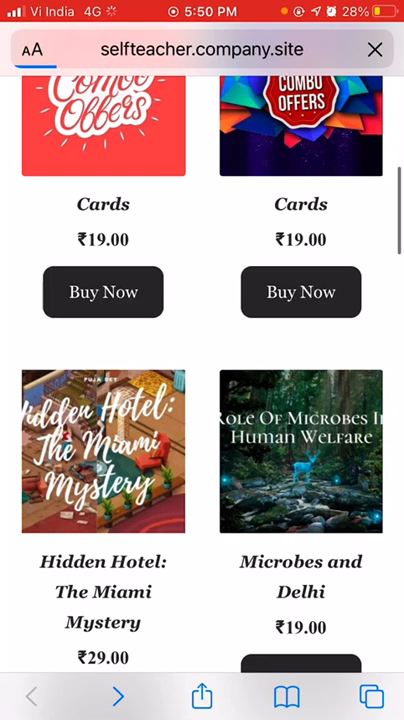 Vi India 4G 5:50 PM 28%
AA selfteacher.company.site
Combo
Offers
COMBO
OFFERS
Cards
Cards
₹19.00
₹19.00
Buy Now
Buy Now
PUJA DEY
Hidden Hotel:
The Miami
Mystery
Role Of Microbes In
Human Welfare
Hidden Hotel:
The Miami
Mystery
Microbes and
Delhi
₹19.00
₹29.00